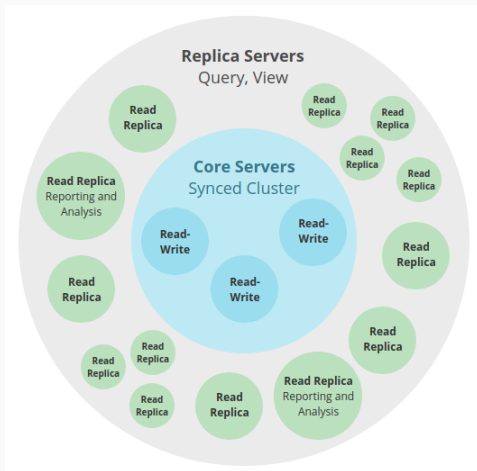 Replica Servers
Query, View
Read
Replica
Read
Replica
Read
Replica
Read
Replica
Read
Replica
Read Replica
Reporting and
Analysis
Core Servers
Synced Cluster
Read-
Write
Read-
Write
Read-
Write
Read
Replica
Read
Replica
Read
Replica
Read
Replica
Read
Replica
Read
Replica
Read
Replica
Read Replica
Reporting and
Analysis